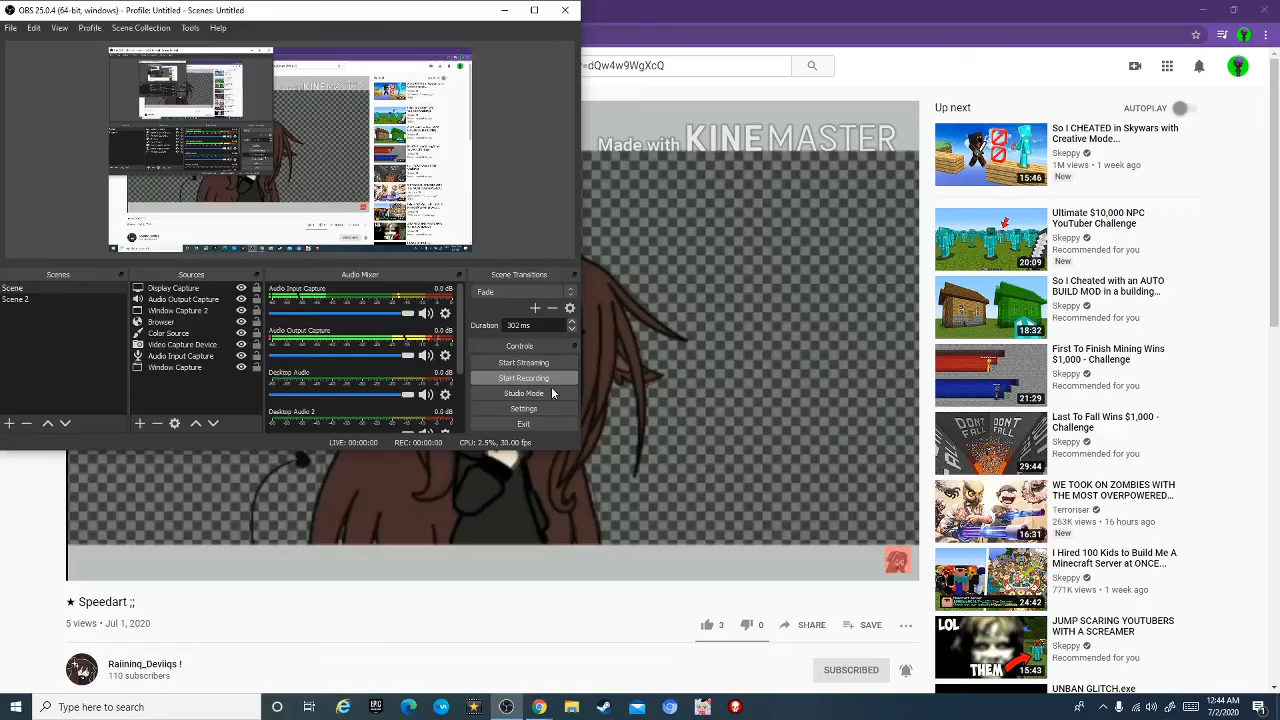 OBS 25.0.4 (64-bit, windows) - Profile: Untitled - Scenes: Untitled
File Edit View Profile Scene Collection Tools Help
=dQw4w9WgXcQ
Made with KINEMASTER
Scenes
Scene
Sources
Display Capture
Audio Output Capture
Window Capture 2
Browser
Color Source
Video Capture Device
Audio Input Capture
Window Capture
Audio Mixer
Audio Input Capture 0.0 dB
Audio Output Capture 0.0 dB
Desktop Audio 0.0 dB
Desktop Audio 2 0.0 dB
Scene Transitions
Fade
Duration 302 ms
Controls
Start Streaming
Start Recording
Studio Mode
Settings
Exit
LIVE: 00:00:00 REC: 00:00:00 CPU: 2.5%, 30.00 fps
★ Speedart ;;
5 views • Jul 1, 2020
3 0 SHARE SAVE
Raiining_Deviiqs !
110 subscribers
SUBSCRIBED
Up next AUTOPLAY
15:46
So I CHEATED in Skywars with
Creative Mode...
Skeppy
1M views • 1 week ago
New
20:09
Ultimate $10,000 NPC
YouTuber Challenge
Skeppy
Recommended for you
New
18:32
So I Cheated with an AUTO
BUILD MOD in a building...
Skeppy
Recommended for you
21:29
First To Finish Mining Wins
$1,000 - Challenge
Skeppy
Recommended for you
DONT FALL
DONT FALL
29:44
Last To Fall Wins $1,000 -
Challenge
Skeppy
Recommended for you
16:31
WE TOOK ON ZOMBIES WITH
THE MOST OVERPOWERED...
Terroriser
263K views • 16 hours ago
New
24:42
I Hired 100 Kids to Build Me A
Minecraft Server at ONCE...
Skeppy
771K views • 1 week ago
LOL
THEM
15:43
JUMP SCARING YOUTUBERS
WITH A SCREAMER
Skeppy
Recommended for you
UNBAN GLITCH.exe
Type here to search
EPIC
12:44 AM
7/2/2020